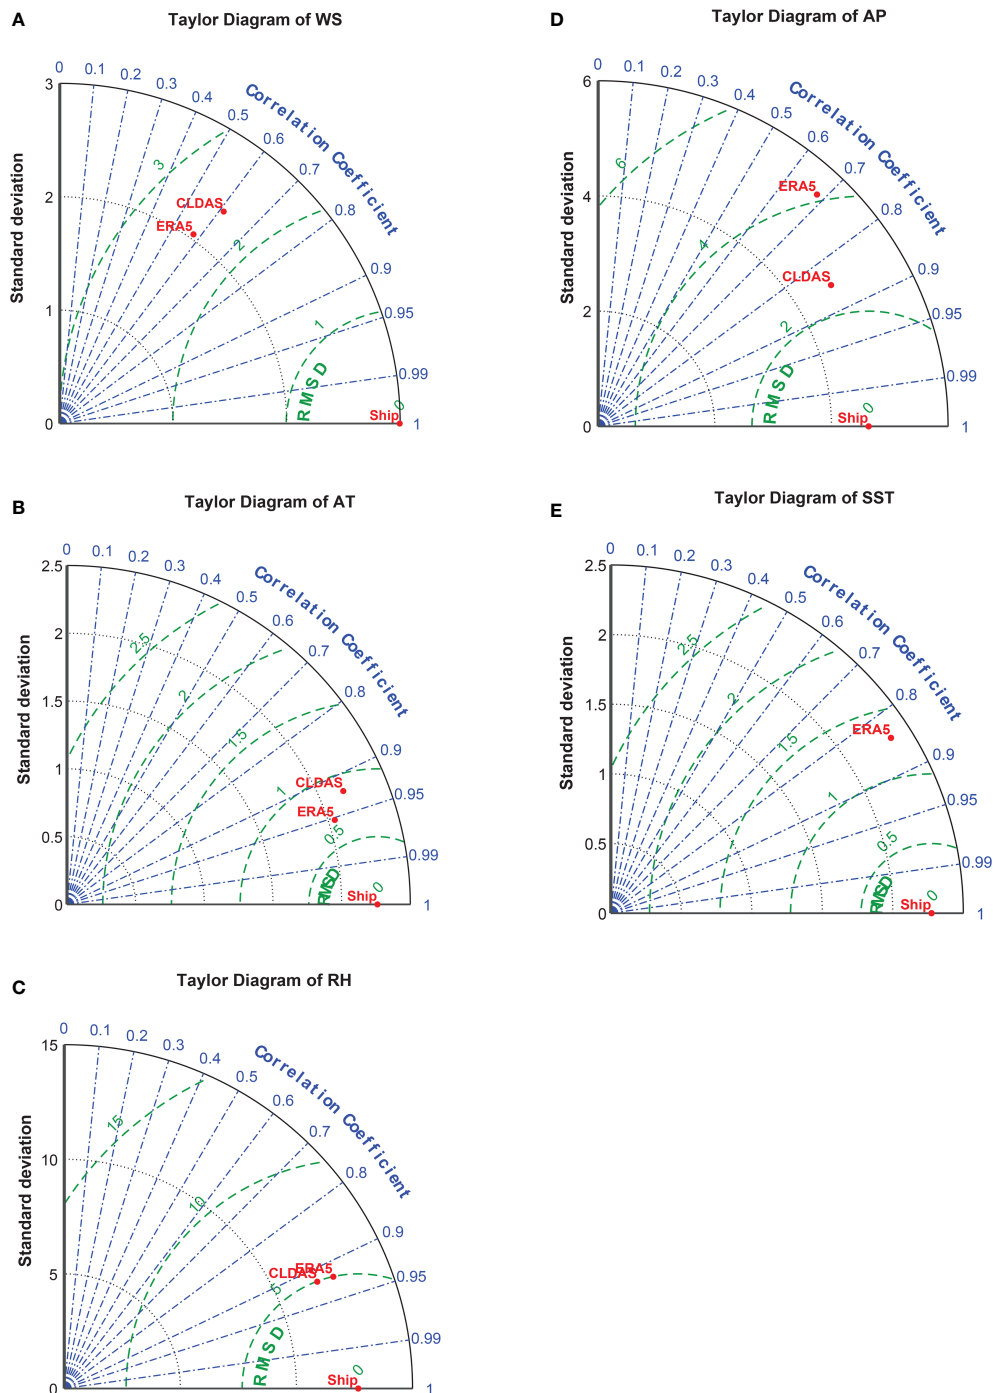 A
Taylor Diagram of WS
Standard deviation
3
2
1
0
0
0.1
0.2
0.3
0.4
0.5
0.6
0.7
0.8
0.9
0.95
0.99
1
Correlation Coefficient
3
2
1
0
RMSD
CLDAS
ERA5
Ship
D
Taylor Diagram of AP
Standard deviation
6
4
2
0
0
0.1
0.2
0.3
0.4
0.5
0.6
0.7
0.8
0.9
0.95
0.99
1
Correlation Coefficient
6
4
2
0
RMSD
ERA5
CLDAS
Ship
B
Taylor Diagram of AT
Standard deviation
2.5
2
1.5
1
0.5
0
0
0.1
0.2
0.3
0.4
0.5
0.6
0.7
0.8
0.9
0.95
0.99
1
Correlation Coefficient
2.5
2
1.5
1
0.5
0
RMSD
CLDAS
ERA5
Ship
E
Taylor Diagram of SST
Standard deviation
2.5
2
1.5
1
0.5
0
0
0.1
0.2
0.3
0.4
0.5
0.6
0.7
0.8
0.9
0.95
0.99
1
Correlation Coefficient
2.5
2
1.5
1
0.5
0
RMSD
ERA5
Ship
C
Taylor Diagram of RH
Standard deviation
15
10
5
0
0
0.1
0.2
0.3
0.4
0.5
0.6
0.7
0.8
0.9
0.95
0.99
1
Correlation Coefficient
15
10
5
0
RMSD
ERA5
CLDAS
Ship